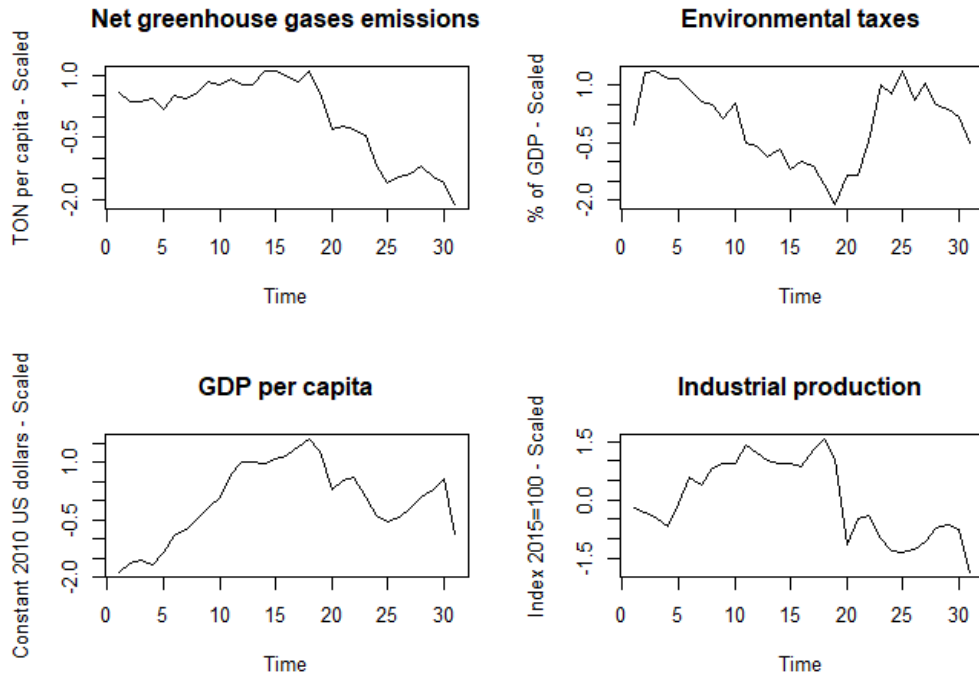 Net greenhouse gases emissions
TON per capita - Scaled
1.0
-0.5
-2.0
0 5 10 15 20 25 30
Time
Environmental taxes
% of GDP - Scaled
1.0
-0.5
-2.0
0 5 10 15 20 25 30
Time
GDP per capita
Constant 2010 US dollars - Scaled
1.0
-0.5
-2.0
0 5 10 15 20 25 30
Time
Industrial production
Index 2015=100 - Scaled
1.5
0.0
-1.5
0 5 10 15 20 25 30
Time